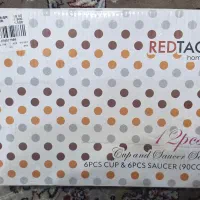 REDTAG
home
12pcs
Cup and Saucer Set
6PCS CUP & 6PCS SAUCER (90CC